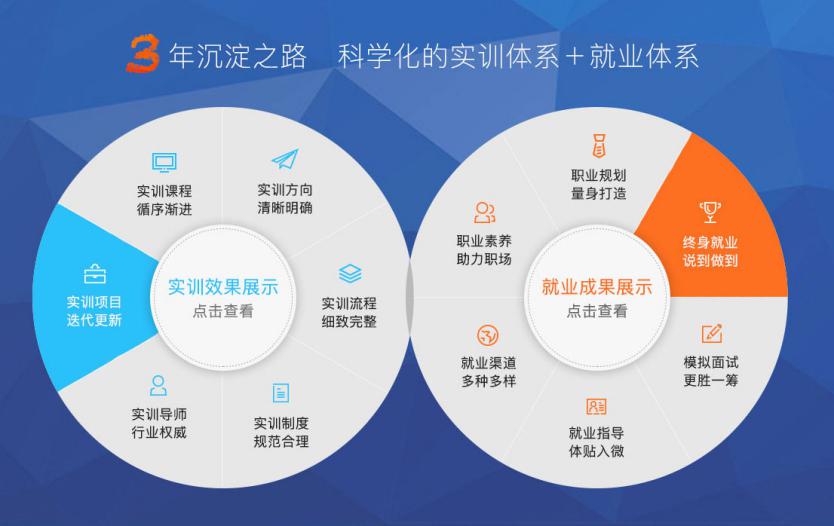 3年沉淀之路 科学化的实训体系+就业体系
实训课程
循序渐进
实训方向
清晰明确
实训项目
迭代更新
实训效果展示
点击查看
实训流程
细致完整
实训导师
行业权威
实训制度
规范合理
职业规划
量身打造
职业素养
助力职场
终身就业
说到做到
就业成果展示
点击查看
就业渠道
多种多样
模拟面试
更胜一筹
就业指导
体贴入微